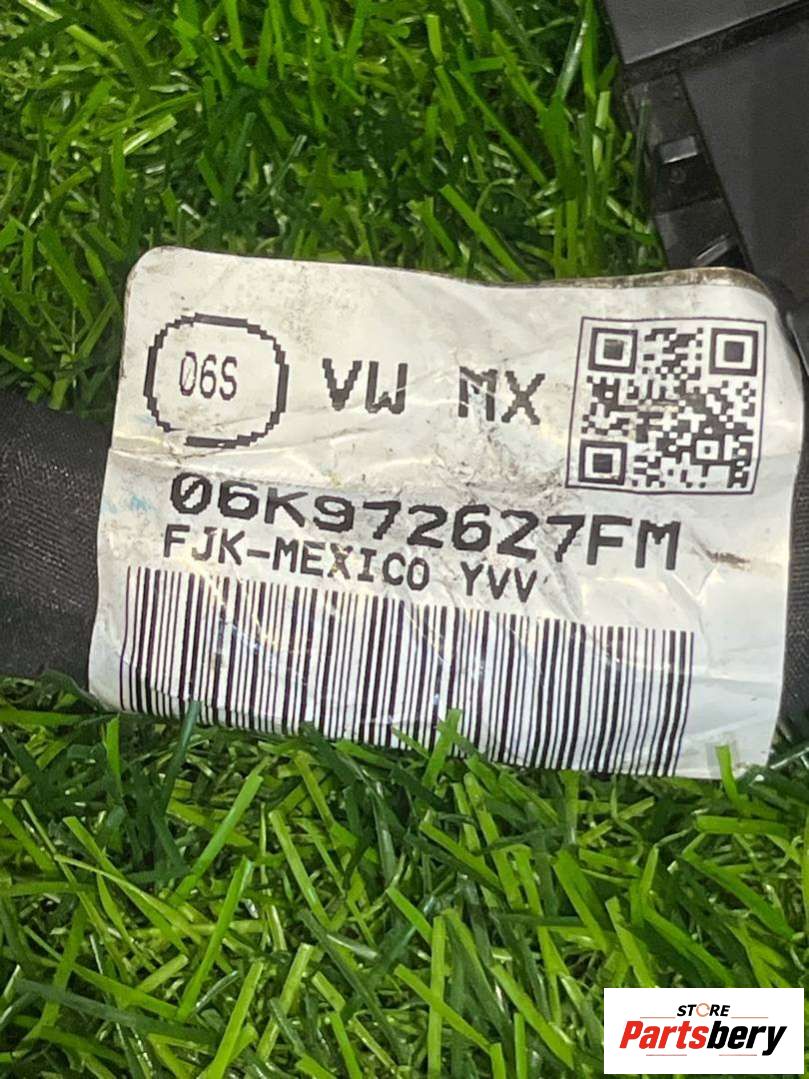 06S
VW MX
06K972627FM
FJK-MEXICO YVV
STORE
Partsbery